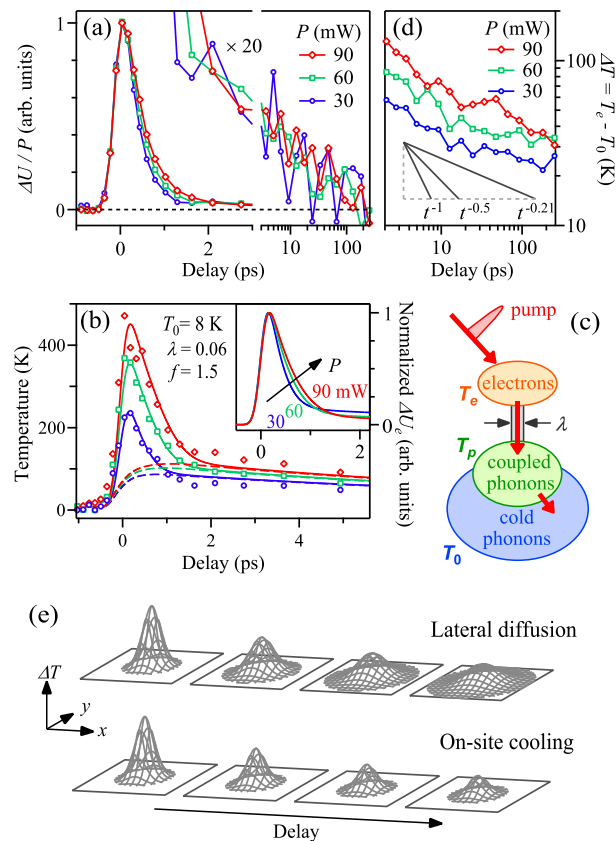 (a)
P (mW)
90
60
30
× 20
ΔU / P (arb. units)
1
0
0
2
10
100
Delay (ps)
(d)
P (mW)
90
60
30
t⁻¹
t⁻⁰·⁵
t⁻⁰·²¹
100
10
ΔT = Tₑ - T₀ (K)
10
100
Delay (ps)
(b)
T₀= 8 K
λ = 0.06
f = 1.5
Temperature (K)
400
200
0
0
2
4
Delay (ps)
P
90 mW
60
30
0
1
2
1
0
Normalized ΔUₑ (arb. units)
(c)
pump
electrons
Tₑ
λ
Tₚ
coupled
phonons
cold
phonons
T₀
(e)
Lateral diffusion
ΔT
y
x
On-site cooling
Delay